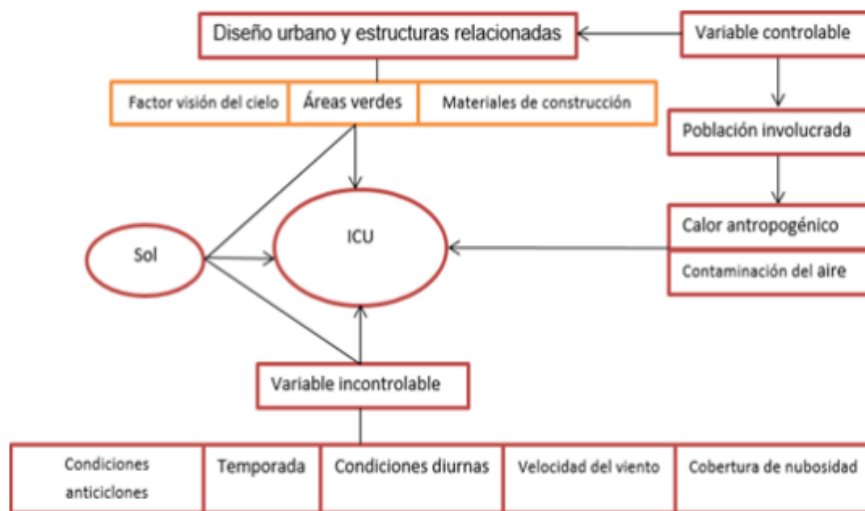 Diseño urbano y estructuras relacionadas
Variable controlable
Factor visión del cielo
Áreas verdes
Materiales de construcción
Población involucrada
Sol
ICU
Calor antropogénico
Contaminación del aire
Variable incontrolable
Condiciones
anticiclones
Temporada
Condiciones diurnas
Velocidad del viento
Cobertura de nubosidad